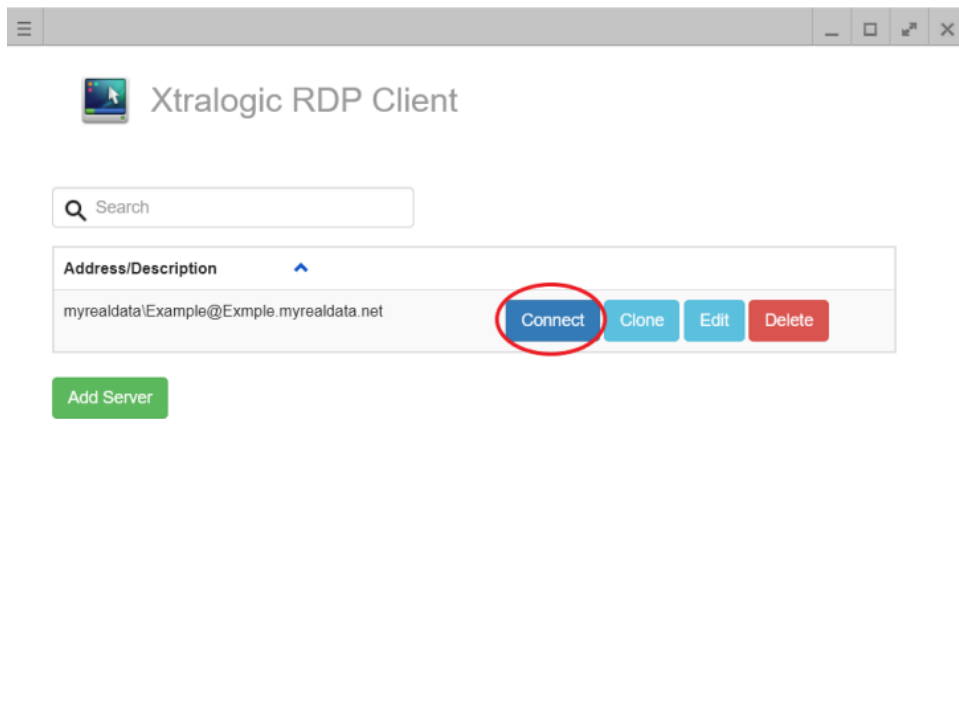 Xtralogic RDP Client
Search
Address/Description
myrealdata\Example@Exmple.myrealdata.net
Connect Clone Edit Delete
Add Server